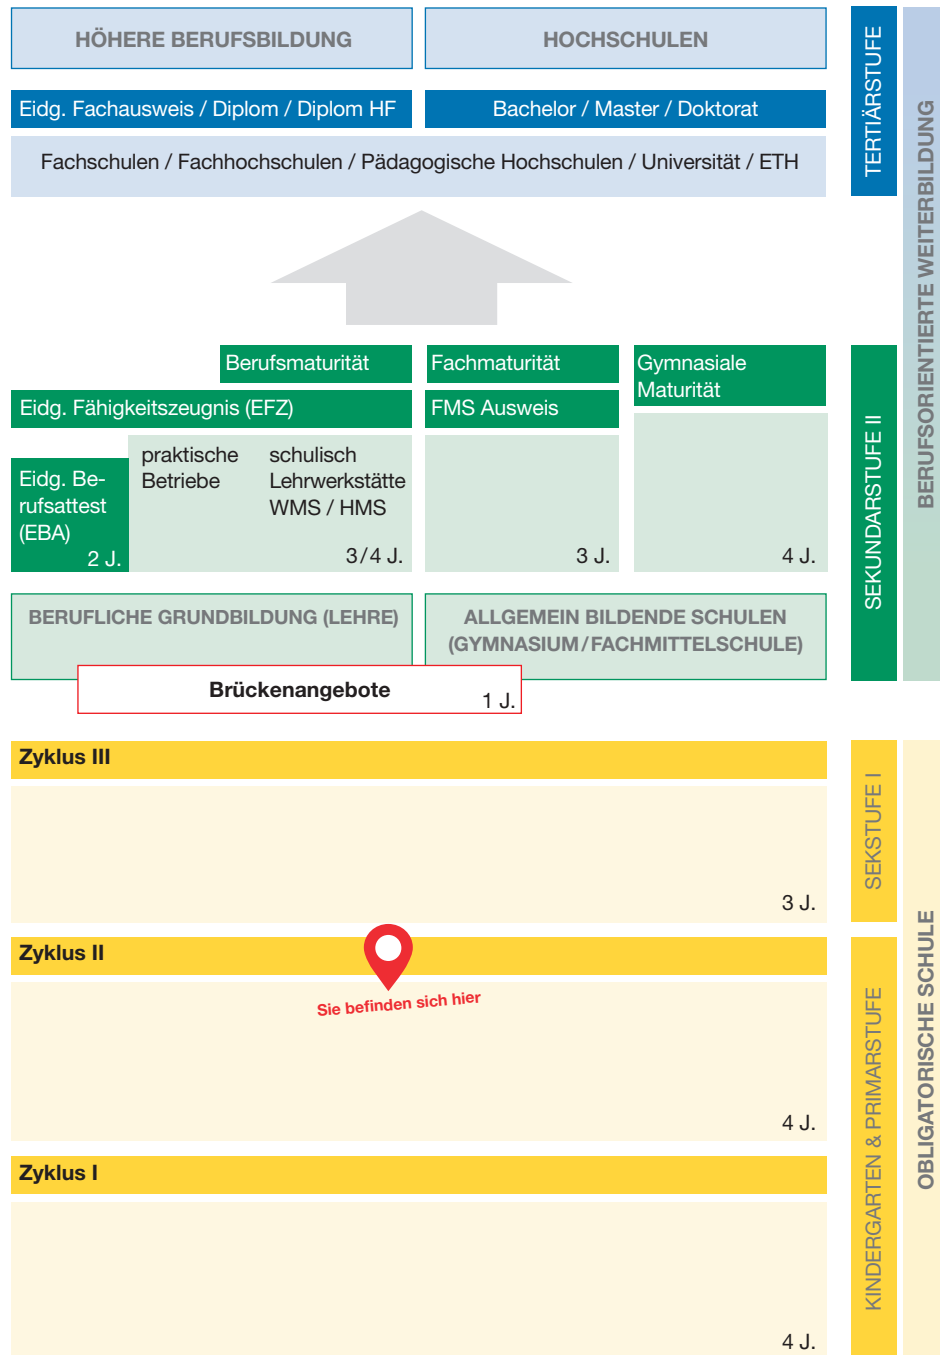 HÖHERE BERUFSBILDUNG
HOCHSCHULEN
Eidg. Fachausweis / Diplom / Diplom HF
Bachelor / Master / Doktorat
Fachschulen / Fachhochschulen / Pädagogische Hochschulen / Universität / ETH
TERTIÄRSTUFE
BERUFSORIENTIERTE WEITERBILDUNG
Berufsmaturität
Fachmaturität
Gymnasiale
Maturität
Eidg. Fähigkeitszeugnis (EFZ)
FMS Ausweis
Eidg. Be-
rufsattest
(EBA)
2 J.
praktische
Betriebe
schulisch
Lehrwerkstätte
WMS / HMS
3/4 J.
3 J.
4 J.
SEKUNDARSTUFE II
BERUFLICHE GRUNDBILDUNG (LEHRE)
ALLGEMEIN BILDENDE SCHULEN
(GYMNASIUM/FACHMITTELSCHULE)
Brückenangebote
1 J.
Zyklus III
3 J.
SEKSTUFE I
Zyklus II
Sie befinden sich hier
4 J.
Zyklus I
4 J.
KINDERGARTEN & PRIMARSTUFE
OBLIGATORISCHE SCHULE